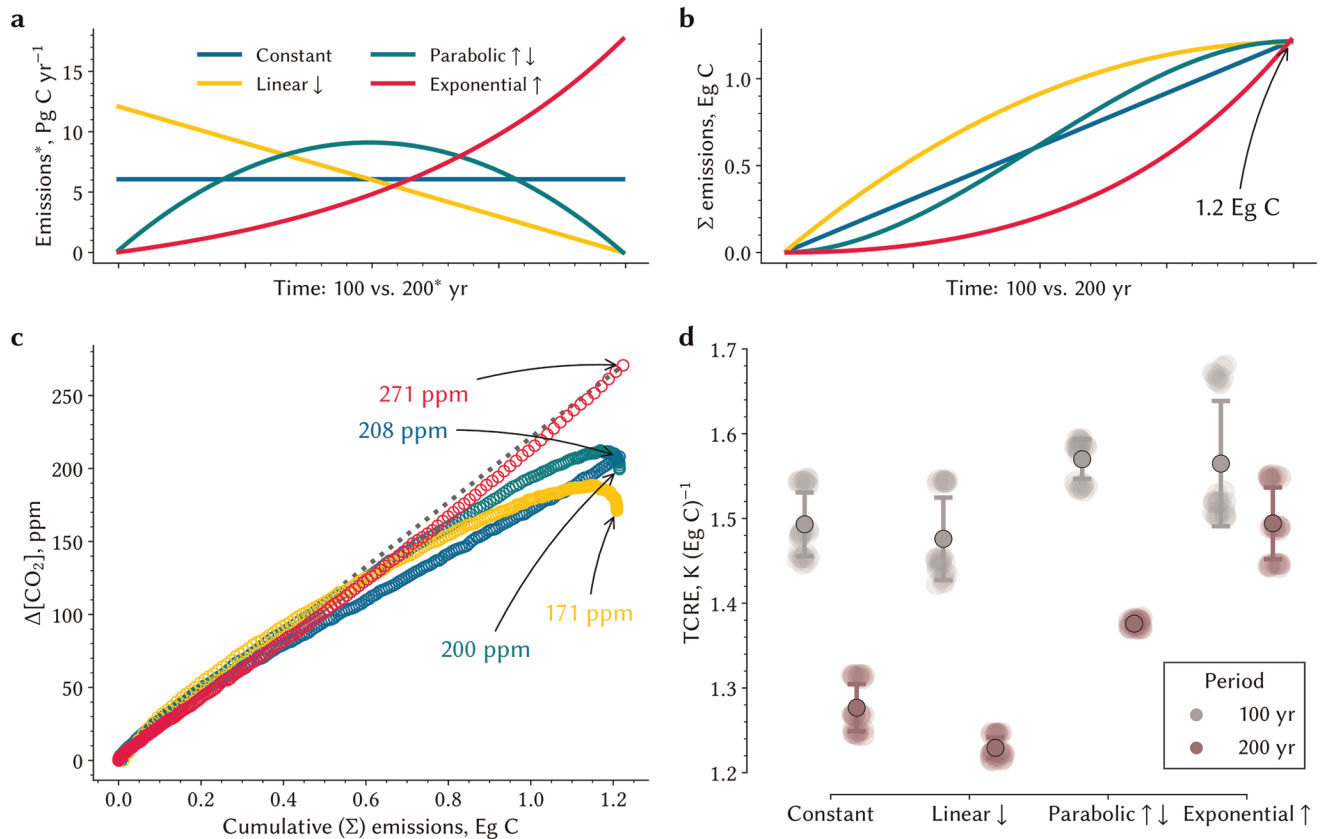 a
Emissions*, Pg C yr⁻¹
15
10
5
0
Constant
Linear ↓
Parabolic ↑↓
Exponential ↑
Time: 100 vs. 200* yr
b
Σ emissions, Eg C
1.0
0.5
0.0
1.2 Eg C
Time: 100 vs. 200 yr
c
Δ[CO₂], ppm
250
200
150
100
50
0
271 ppm
208 ppm
171 ppm
200 ppm
0.0 0.2 0.4 0.6 0.8 1.0 1.2
Cumulative (Σ) emissions, Eg C
d
TCRE, K (Eg C)⁻¹
1.7
1.6
1.5
1.4
1.3
1.2
Period
100 yr
200 yr
Constant Linear ↓ Parabolic ↑↓ Exponential ↑